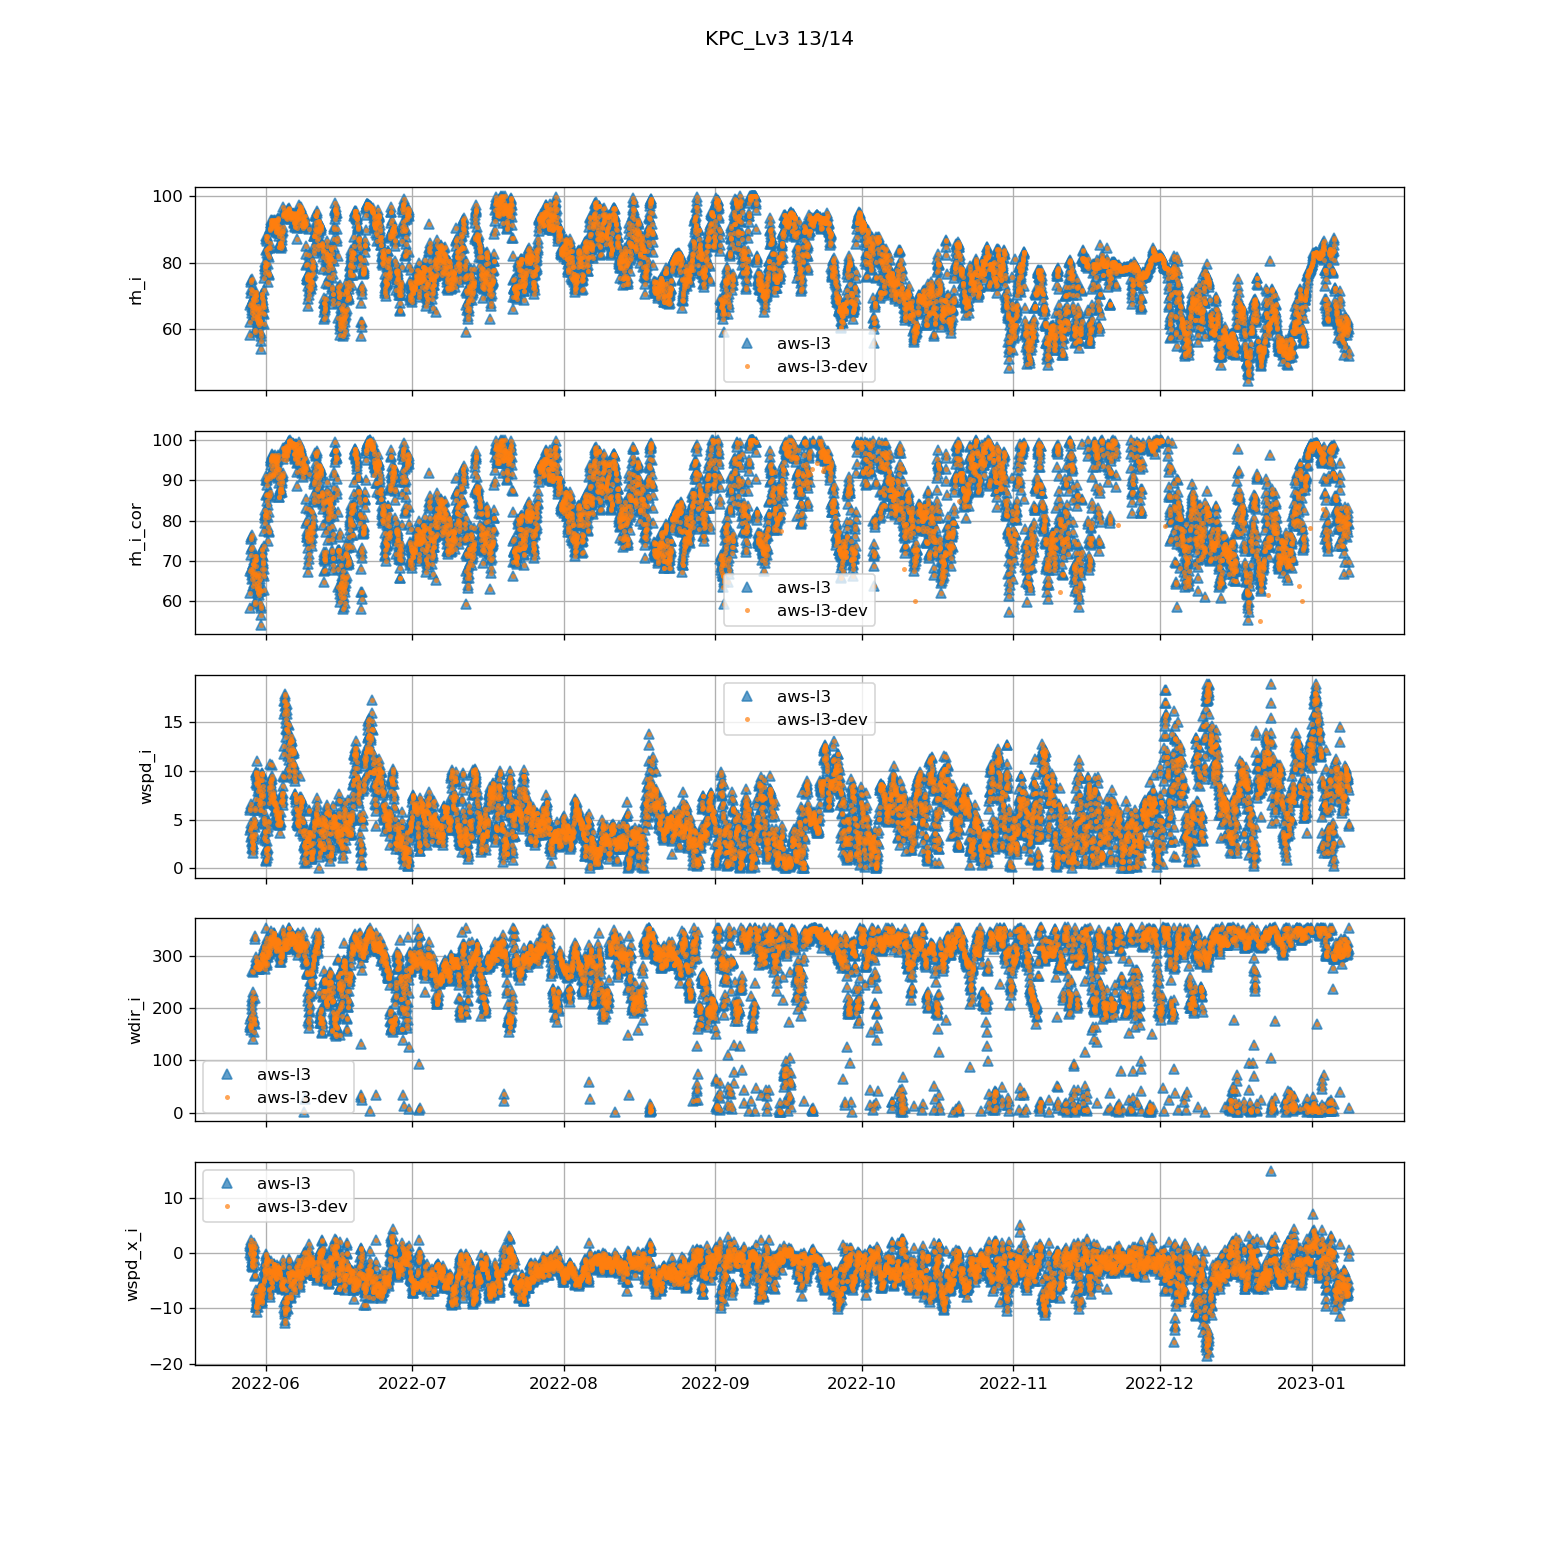 KPC_Lv3 13/14
100
80
60
rh_i
aws-l3
aws-l3-dev
100
90
80
70
60
rh_i_cor
aws-l3
aws-l3-dev
15
10
5
0
wspd_i
aws-l3
aws-l3-dev
300
200
100
0
wdir_i
aws-l3
aws-l3-dev
10
0
−10
−20
wspd_x_i
aws-l3
aws-l3-dev
2022-06 2022-07 2022-08 2022-09 2022-10 2022-11 2022-12 2023-01